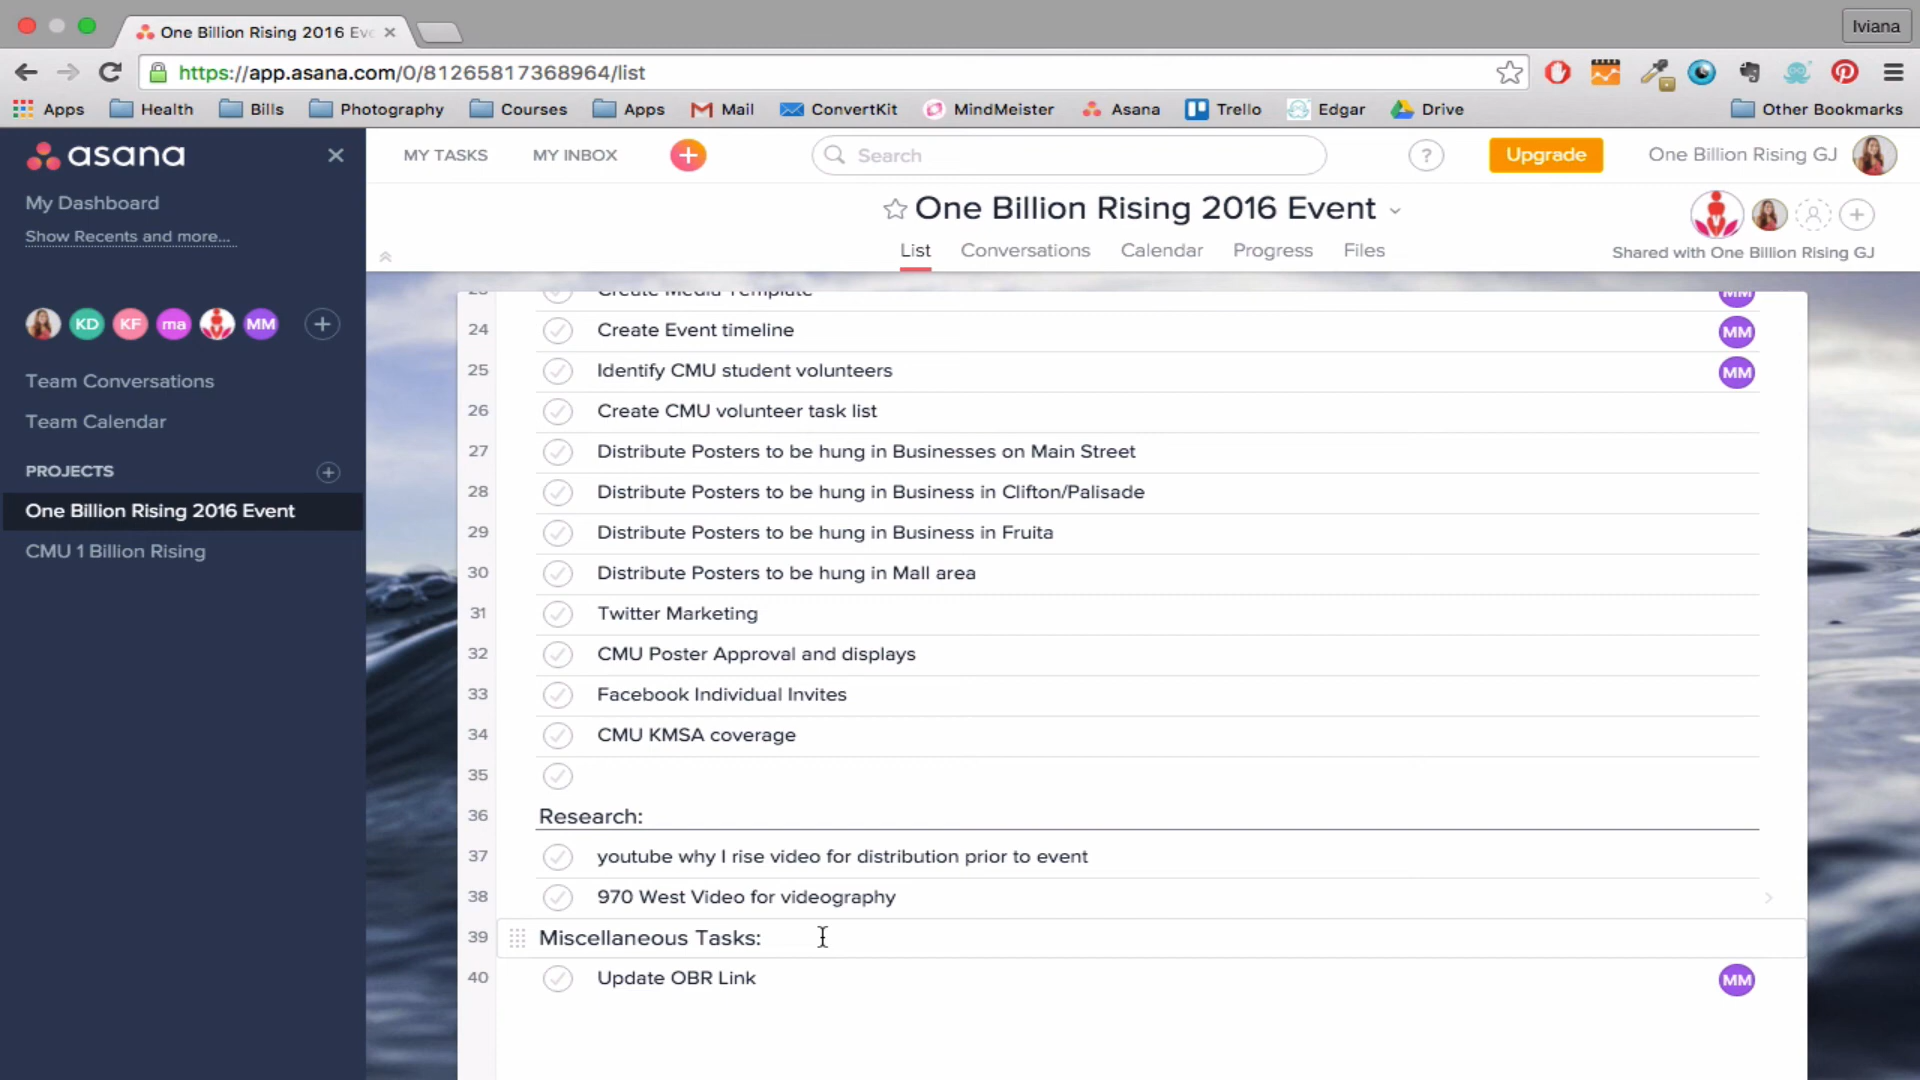 One Billion Rising 2016 Eve
Iviana
https://app.asana.com/0/81265817368964/list
Apps Health Bills Photography Courses Apps Mail ConvertKit MindMeister Asana Trello Edgar Drive Other Bookmarks
asana
MY TASKS MY INBOX Search ? Upgrade One Billion Rising GJ
My Dashboard
Show Recents and more...
One Billion Rising 2016 Event
List Conversations Calendar Progress Files
Shared with One Billion Rising GJ
KD KF ma MM
Team Conversations
Team Calendar
PROJECTS
One Billion Rising 2016 Event
CMU 1 Billion Rising
23 Create Media Template MM
24 Create Event timeline MM
25 Identify CMU student volunteers MM
26 Create CMU volunteer task list
27 Distribute Posters to be hung in Businesses on Main Street
28 Distribute Posters to be hung in Business in Clifton/Palisade
29 Distribute Posters to be hung in Business in Fruita
30 Distribute Posters to be hung in Mall area
31 Twitter Marketing
32 CMU Poster Approval and displays
33 Facebook Individual Invites
34 CMU KMSA coverage
35
36 Research:
37 youtube why I rise video for distribution prior to event
38 970 West Video for videography
39 Miscellaneous Tasks:
40 Update OBR Link MM